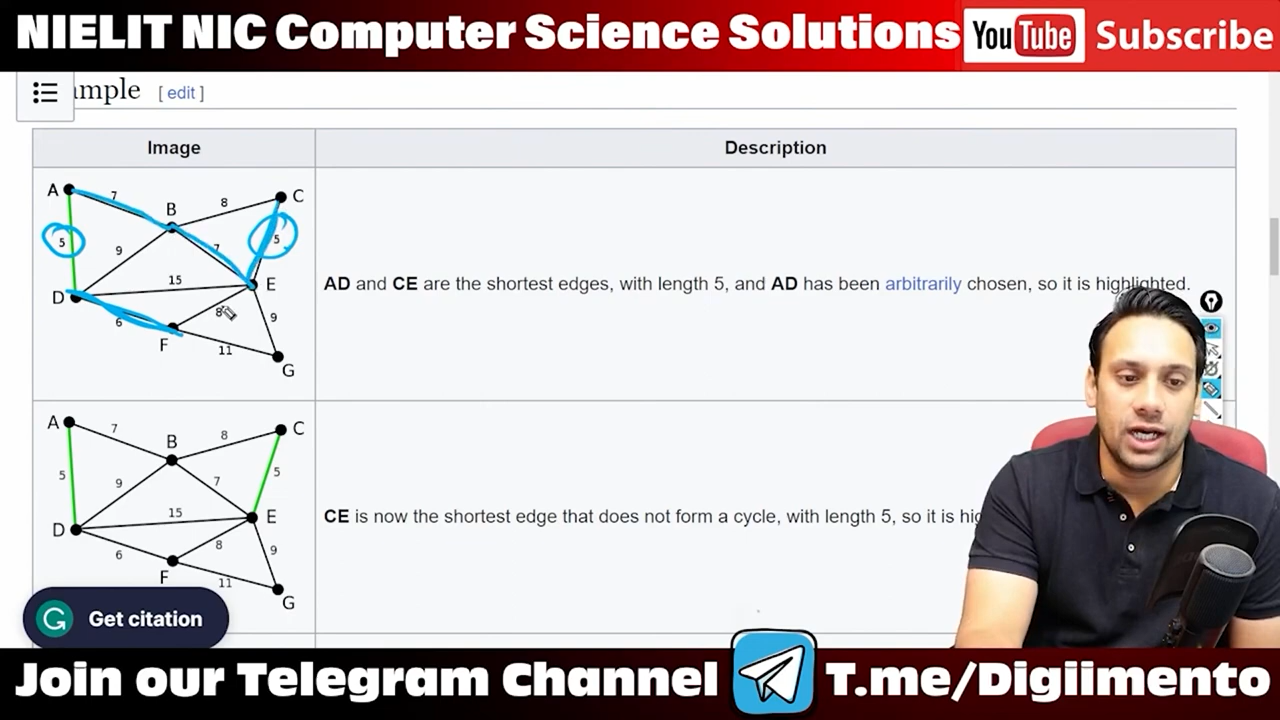 NIELIT NIC Computer Science Solutions YouTube Subscribe
ample [ edit ]
Image Description
A 7 B 8 C
5 9 7 5
15
D E
6 8 9
F 11
G
AD and CE are the shortest edges, with length 5, and AD has been arbitrarily chosen, so it is highlighted.
A 7 B 8 C
5 9 7 5
15
D E
6 8 9
F 11
G
CE is now the shortest edge that does not form a cycle, with length 5, so it is hig
Get citation
Join our Telegram Channel T.me/Digiimento